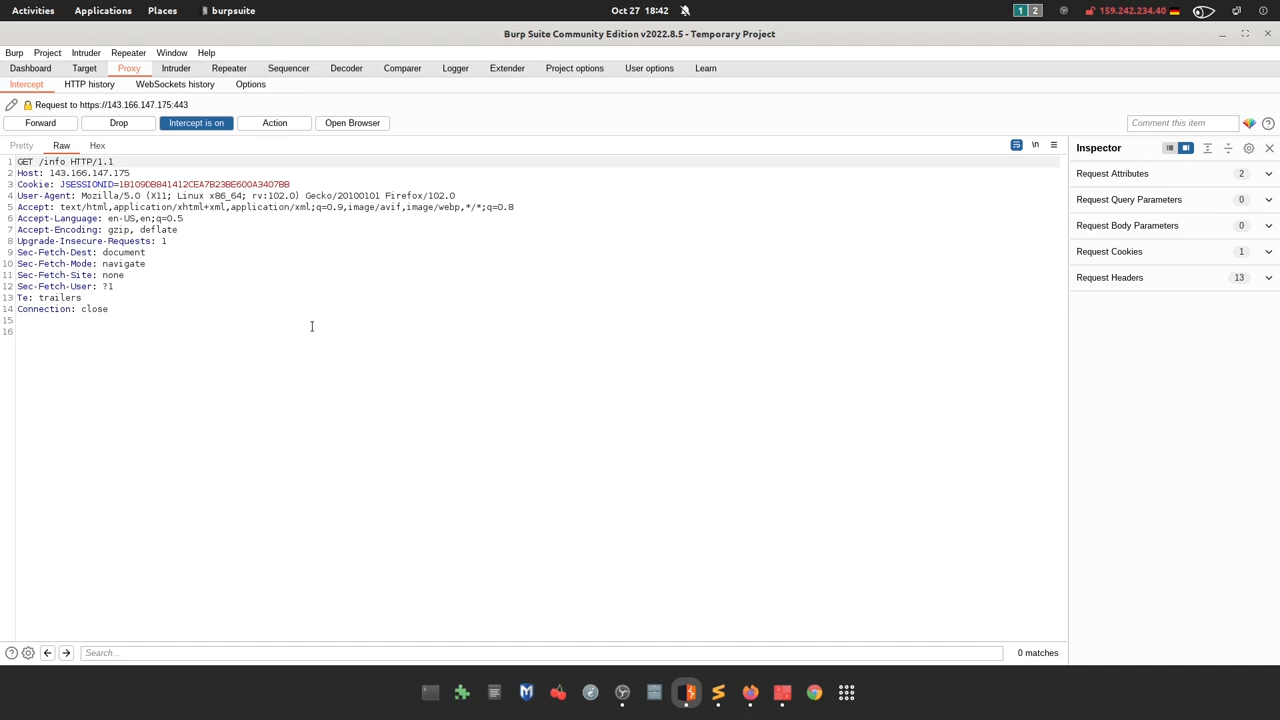 Activities Applications Places burpsuite Oct 27 18:42 1 2 159.242.234.40
Burp Suite Community Edition v2022.8.5 - Temporary Project
Burp Project Intruder Repeater Window Help
Dashboard Target Proxy Intruder Repeater Sequencer Decoder Comparer Logger Extender Project options User options Learn
Intercept HTTP history WebSockets history Options
Request to https://143.166.147.175:443
Forward Drop Intercept is on Action Open Browser Comment this item
Pretty Raw Hex \n Inspector
1 GET /info HTTP/1.1
2 Host: 143.166.147.175
3 Cookie: JSESSIONID=1B109DB841412CEA7B23BE600A3407BB
4 User-Agent: Mozilla/5.0 (X11; Linux x86_64; rv:102.0) Gecko/20100101 Firefox/102.0
5 Accept: text/html,application/xhtml+xml,application/xml;q=0.9,image/avif,image/webp,*/*;q=0.8
6 Accept-Language: en-US,en;q=0.5
7 Accept-Encoding: gzip, deflate
8 Upgrade-Insecure-Requests: 1
9 Sec-Fetch-Dest: document
10 Sec-Fetch-Mode: navigate
11 Sec-Fetch-Site: none
12 Sec-Fetch-User: ?1
13 Te: trailers
14 Connection: close
15
16
Request Attributes 2
Request Query Parameters 0
Request Body Parameters 0
Request Cookies 1
Request Headers 13
Search... 0 matches